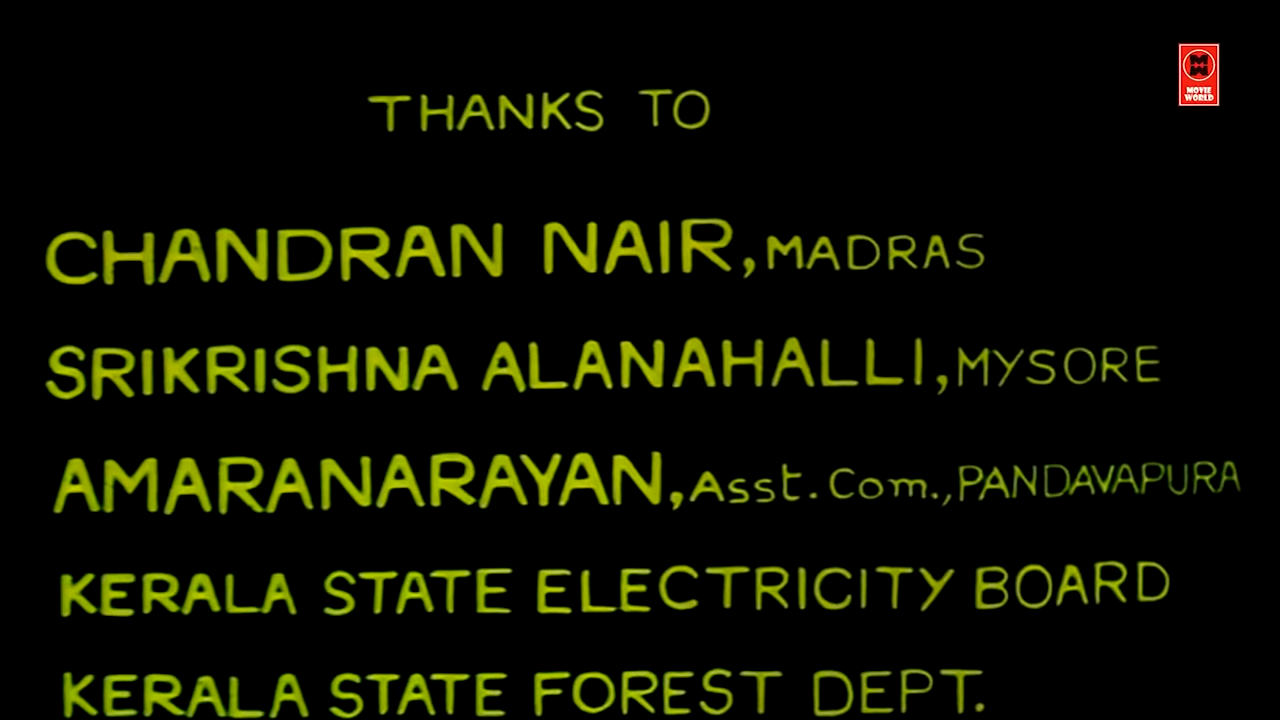 THANKS TO
MOVIE
WORLD
CHANDRAN NAIR, MADRAS
SRIKRISHNA ALANAHALLI, MYSORE
AMARANARAYAN, Asst. Com., PANDAVAPURA
KERALA STATE ELECTRICITY BOARD
KERALA STATE FOREST DEPT.